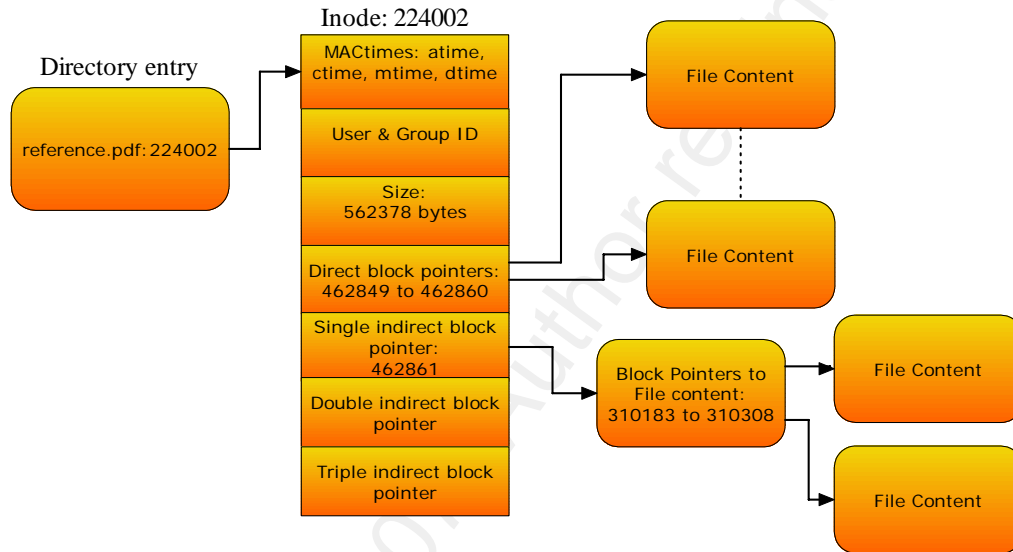 Inode: 224002
Directory entry
reference.pdf:224002
MACtimes: atime,
ctime, mtime, dtime
User & Group ID
Size:
562378 bytes
Direct block pointers:
462849 to 462860
Single indirect block
pointer:
462861
Double indirect block
pointer
Triple indirect block
pointer
File Content
File Content
Block Pointers to
File content:
310183 to 310308
File Content
File Content
Author re